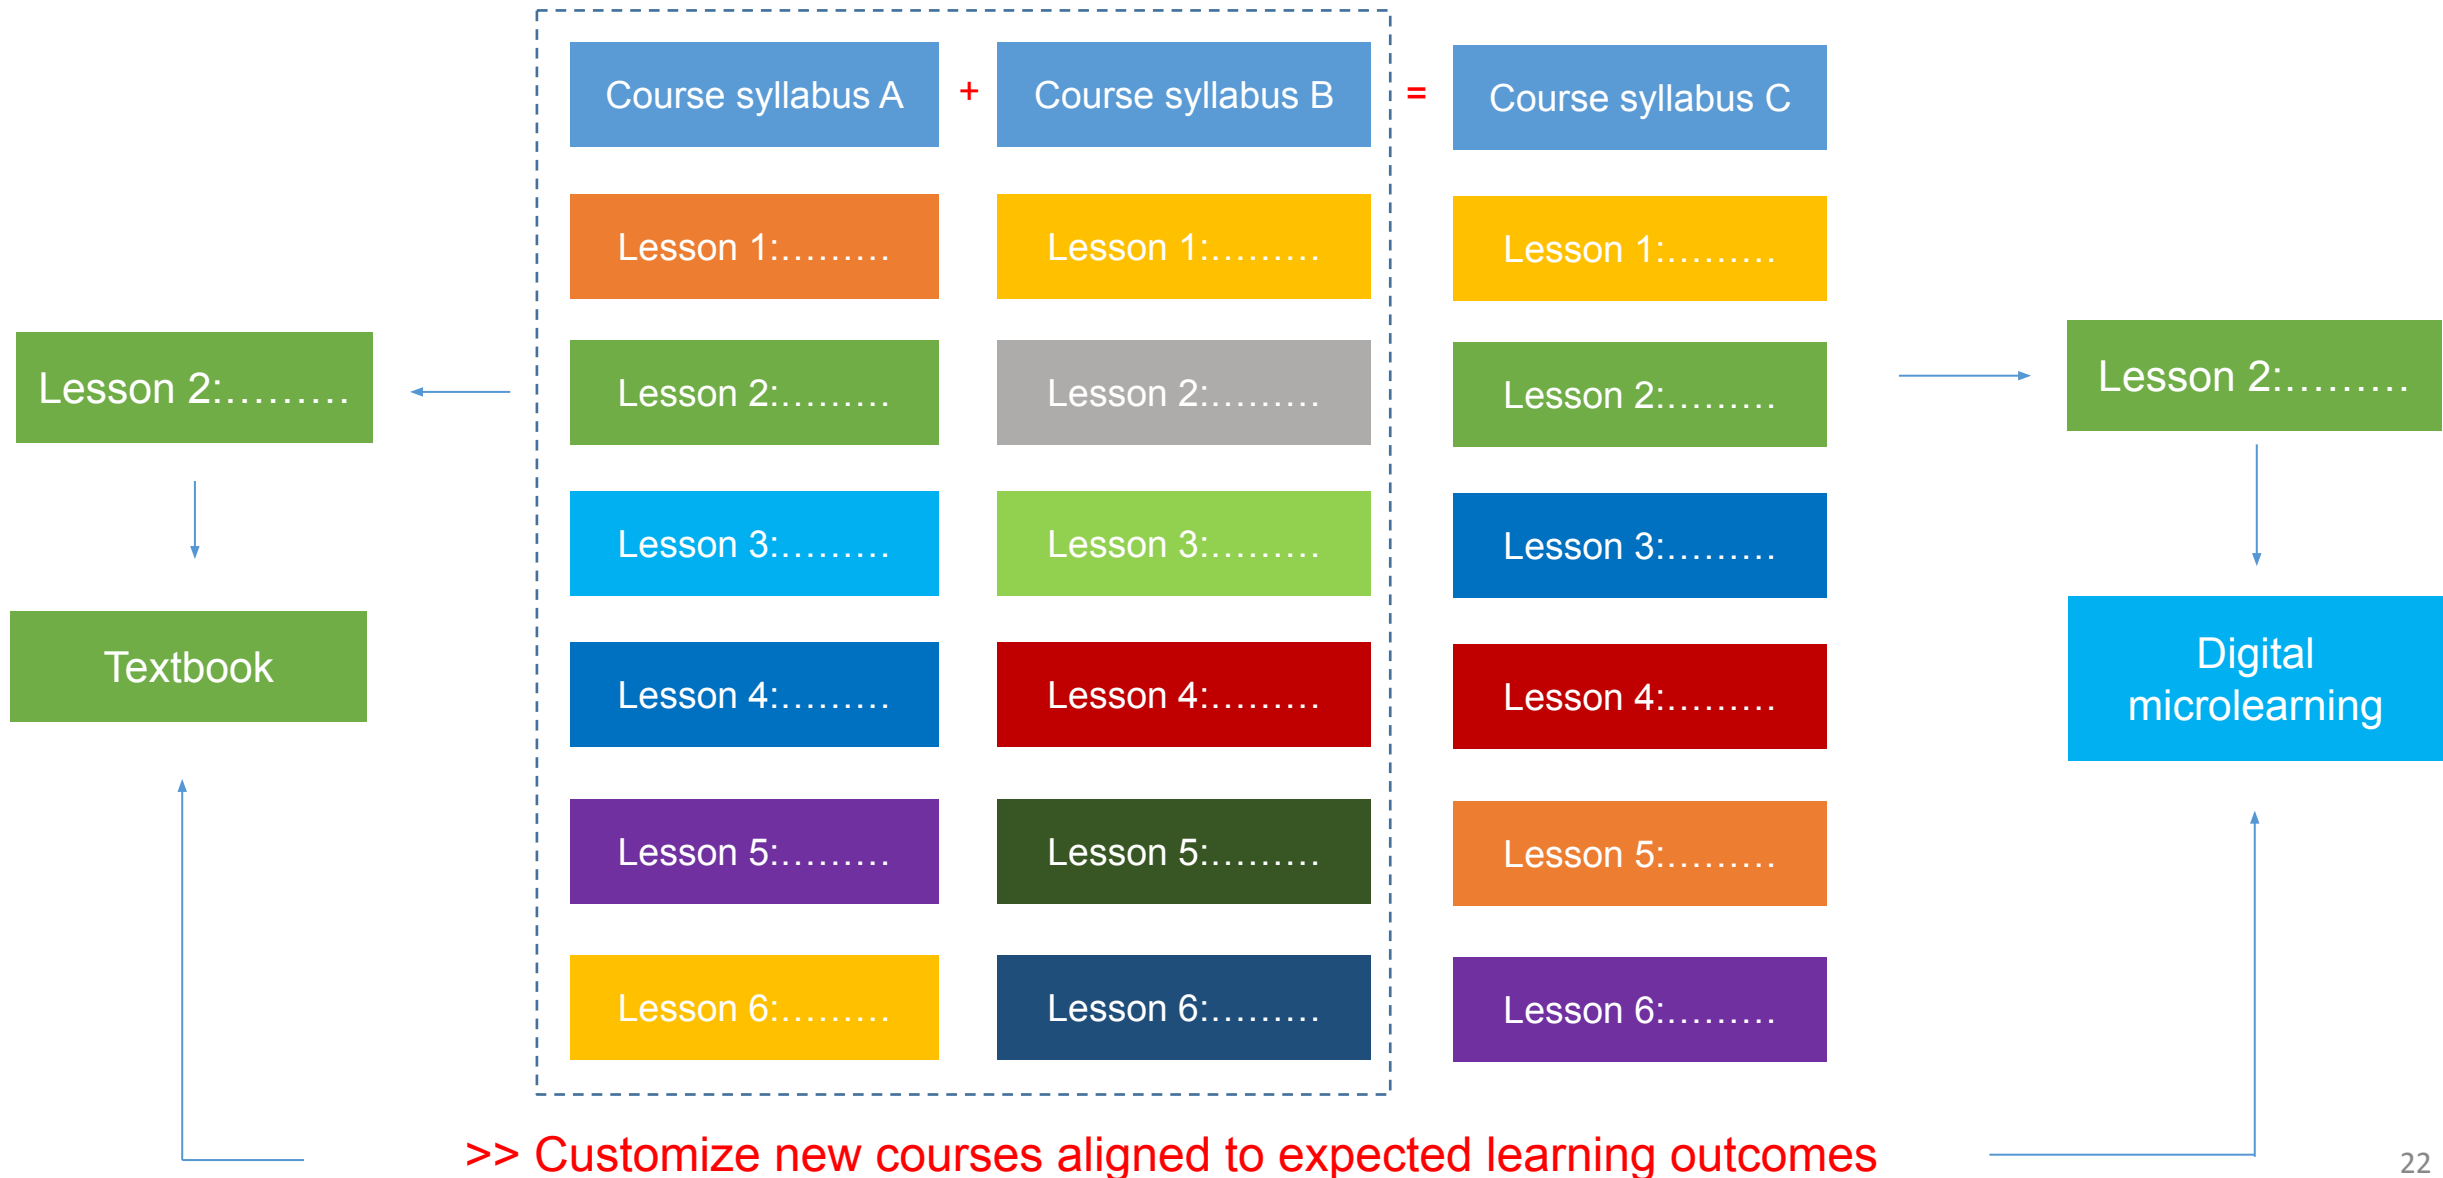 Course syllabus A + Course syllabus B = Course syllabus C
Lesson 1:.……… Lesson 1:.……… Lesson 1:.………
Lesson 2:.……… Lesson 2:.……… Lesson 2:.……… Lesson 2:.……… Lesson 2:.………
Lesson 3:.……… Lesson 3:.……… Lesson 3:.………
Textbook Lesson 4:.……… Lesson 4:.……… Lesson 4:.……… Digital
microlearning
Lesson 5:.……… Lesson 5:.……… Lesson 5:.………
Lesson 6:.……… Lesson 6:.……… Lesson 6:.………
>> Customize new courses aligned to expected learning outcomes
22